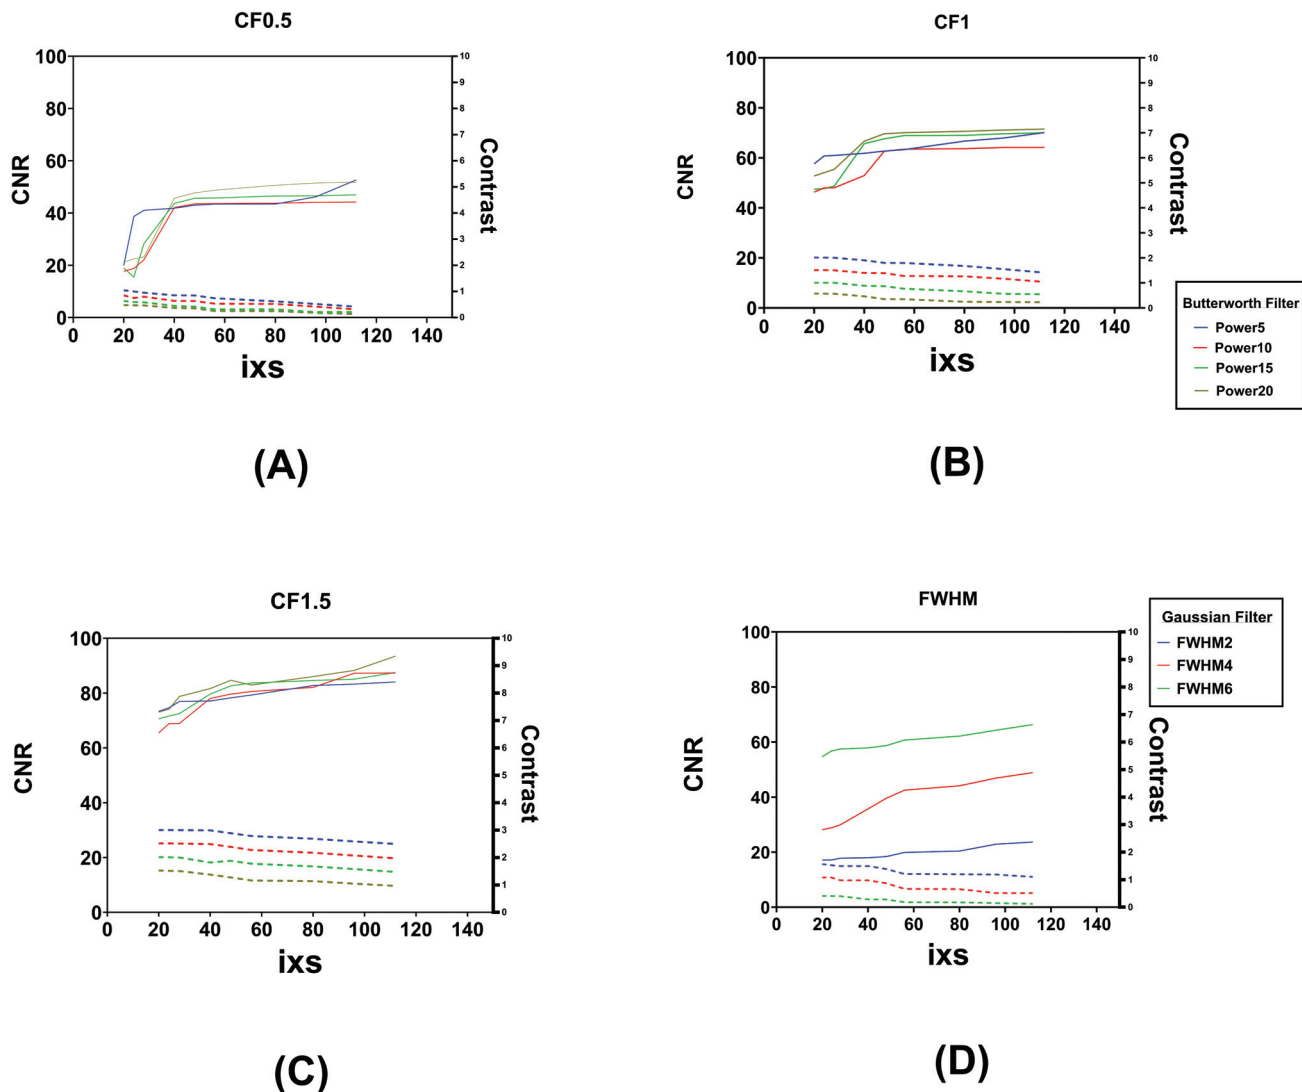 CF0.5
100
80
60
40
20
0
CNR
10
9
8
7
6
5
4
3
2
1
0
Contrast
0 20 40 60 80 100 120 140
ixs
(A)
CF1
100
80
60
40
20
0
CNR
10
9
8
7
6
5
4
3
2
1
0
Contrast
0 20 40 60 80 100 120 140
ixs
(B)
Butterworth Filter
Power5
Power10
Power15
Power20
CF1.5
100
80
60
40
20
0
CNR
10
9
8
7
6
5
4
3
2
1
0
Contrast
0 20 40 60 80 100 120 140
ixs
(C)
FWHM
100
80
60
40
20
0
CNR
10
9
8
7
6
5
4
3
2
1
0
Contrast
0 20 40 60 80 100 120 140
ixs
(D)
Gaussian Filter
FWHM2
FWHM4
FWHM6